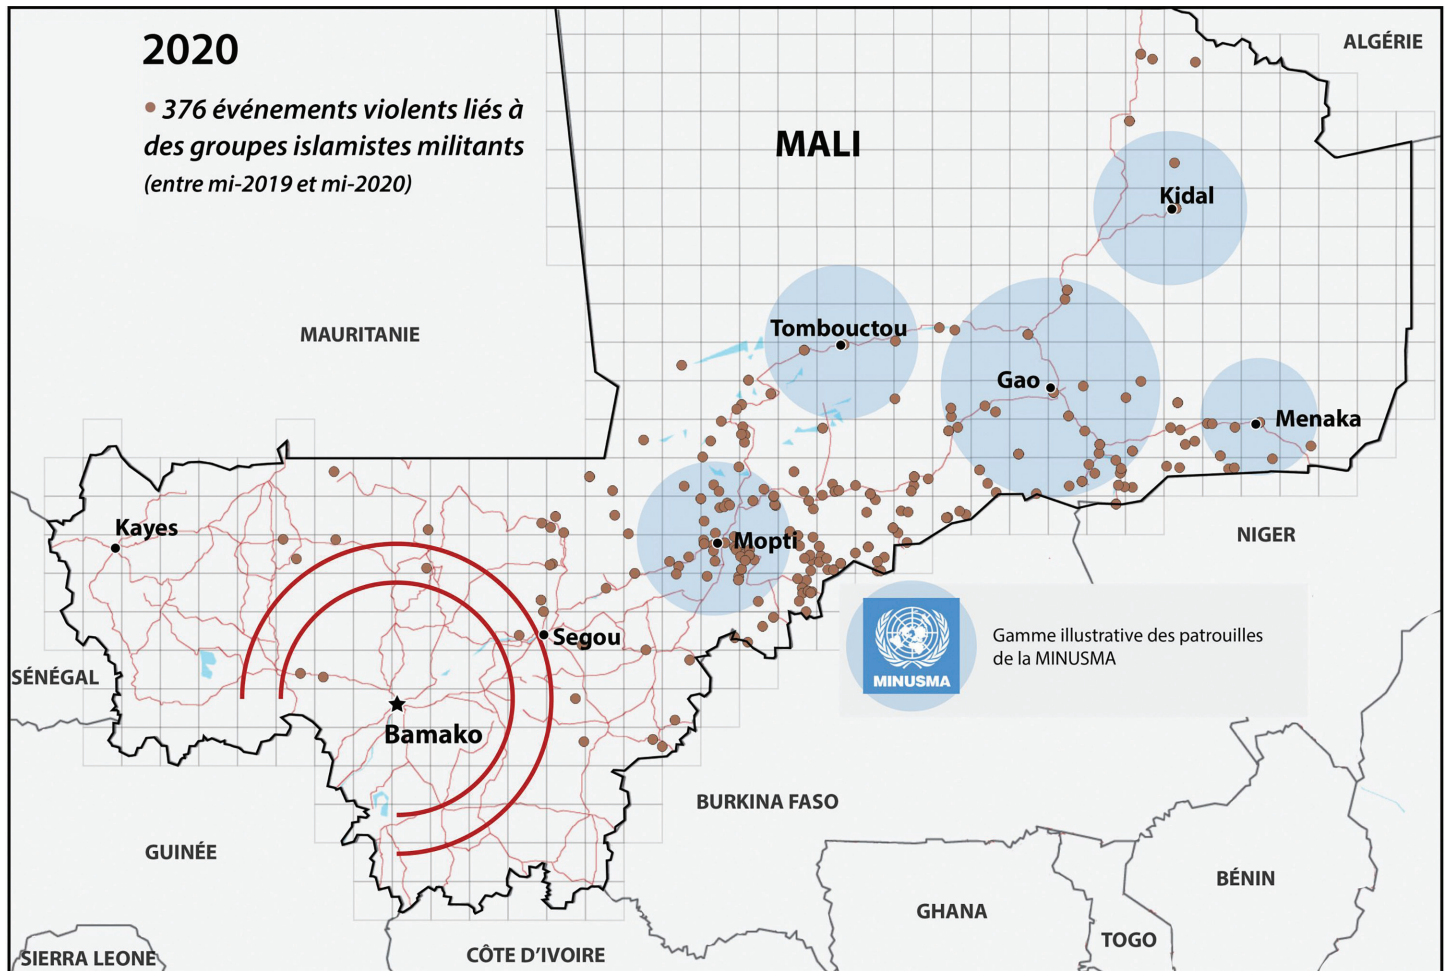 2020
376 événements violents liés à
des groupes islamistes militants
(entre mi-2019 et mi-2020)
ALGÉRIE
MALI
Kidal
MAURITANIE
Tombouctou
Gao
Menaka
Kayes
Mopti
NIGER
Segou
Gamme illustrative des patrouilles
de la MINUSMA
MINUSMA
SÉNÉGAL
Bamako
BURKINA FASO
GUINÉE
BÉNIN
GHANA
TOGO
CÔTE D'IVOIRE
SIERRA LEONE